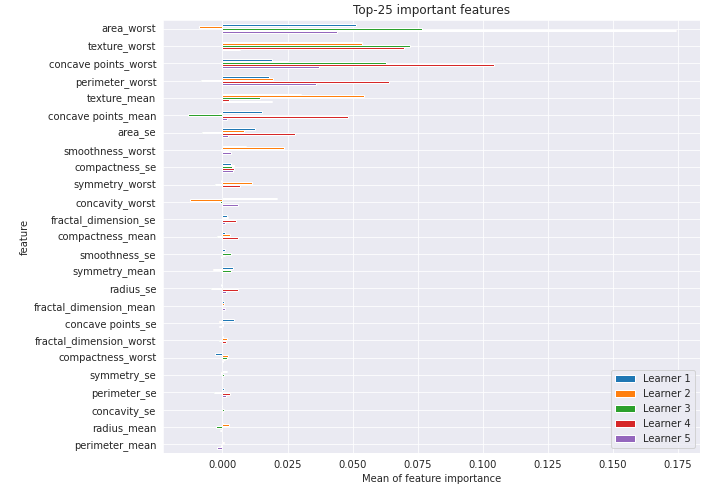 Top-25 important features
area_worst
texture_worst
concave points_worst
perimeter_worst
texture_mean
concave points_mean
area_se
smoothness_worst
compactness_se
symmetry_worst
concavity_worst
fractal_dimension_se
compactness_mean
smoothness_se
symmetry_mean
radius_se
fractal_dimension_mean
concave points_se
fractal_dimension_worst
compactness_worst
symmetry_se
perimeter_se
concavity_se
radius_mean
perimeter_mean
feature
Learner 1
Learner 2
Learner 3
Learner 4
Learner 5
0.000 0.025 0.050 0.075 0.100 0.125 0.150 0.175
Mean of feature importance